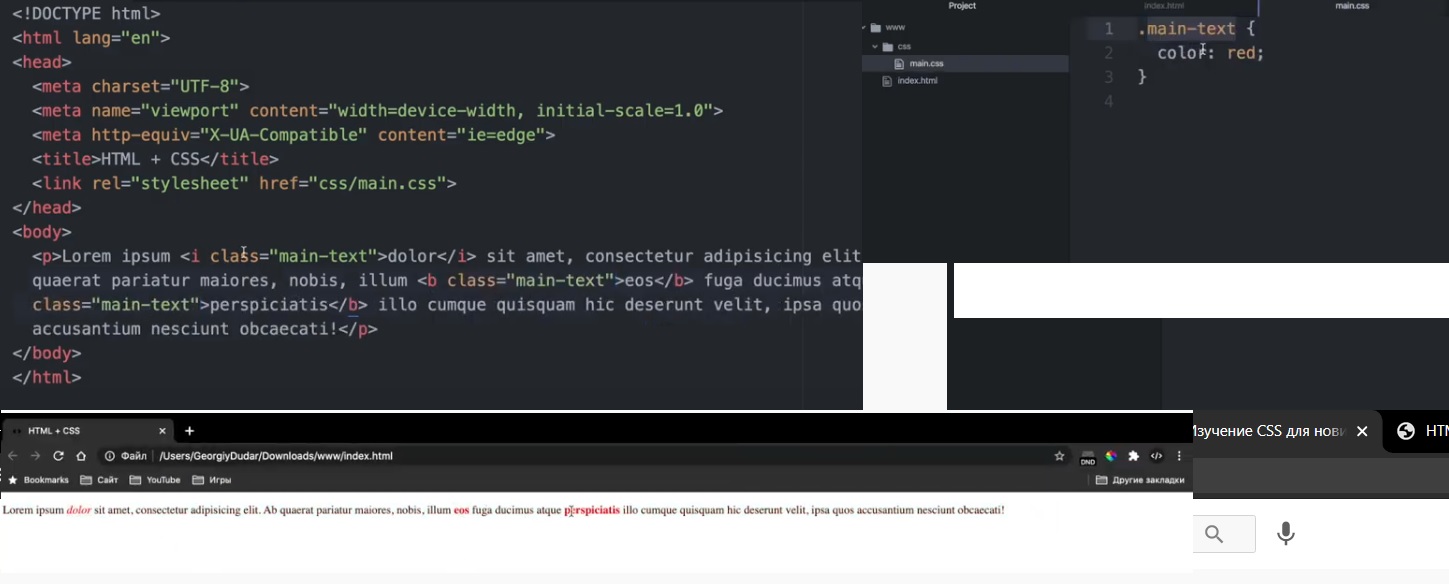 <!DOCTYPE html>
<html lang="en">
<head>
<meta charset="UTF-8">
<meta name="viewport" content="width=device-width, initial-scale=1.0">
<meta http-equiv="X-UA-Compatible" content="ie=edge">
<title>HTML + CSS</title>
<link rel="stylesheet" href="css/main.css">
</head>
<body>
<p>Lorem ipsum <i class="main-text">dolor</i> sit amet, consectetur adipisicing elit
quaerat pariatur maiores, nobis, illum <b class="main-text">eos</b> fuga ducimus atq
class="main-text">perspiciatis</b> illo cumque quisquam hic deserunt velit, ipsa quo
accusantium nesciunt obcaecati!</p>
</body>
</html>
Project
www
css
main.css
index.html
index.html
main.css
1 .main-text {
2 color: red;
3 }
4
HTML + CSS
Файл | /Users/GeorgiyDudar/Downloads/www/index.html
DND
Bookmarks Сайт YouTube Игры
Другие закладки
Lorem ipsum dolor sit amet, consectetur adipisicing elit. Ab quaerat pariatur maiores, nobis, illum eos fuga ducimus atque perspiciatis illo cumque quisquam hic deserunt velit, ipsa quos accusantium nesciunt obcaecati!
Изучение CSS для нови
HTM